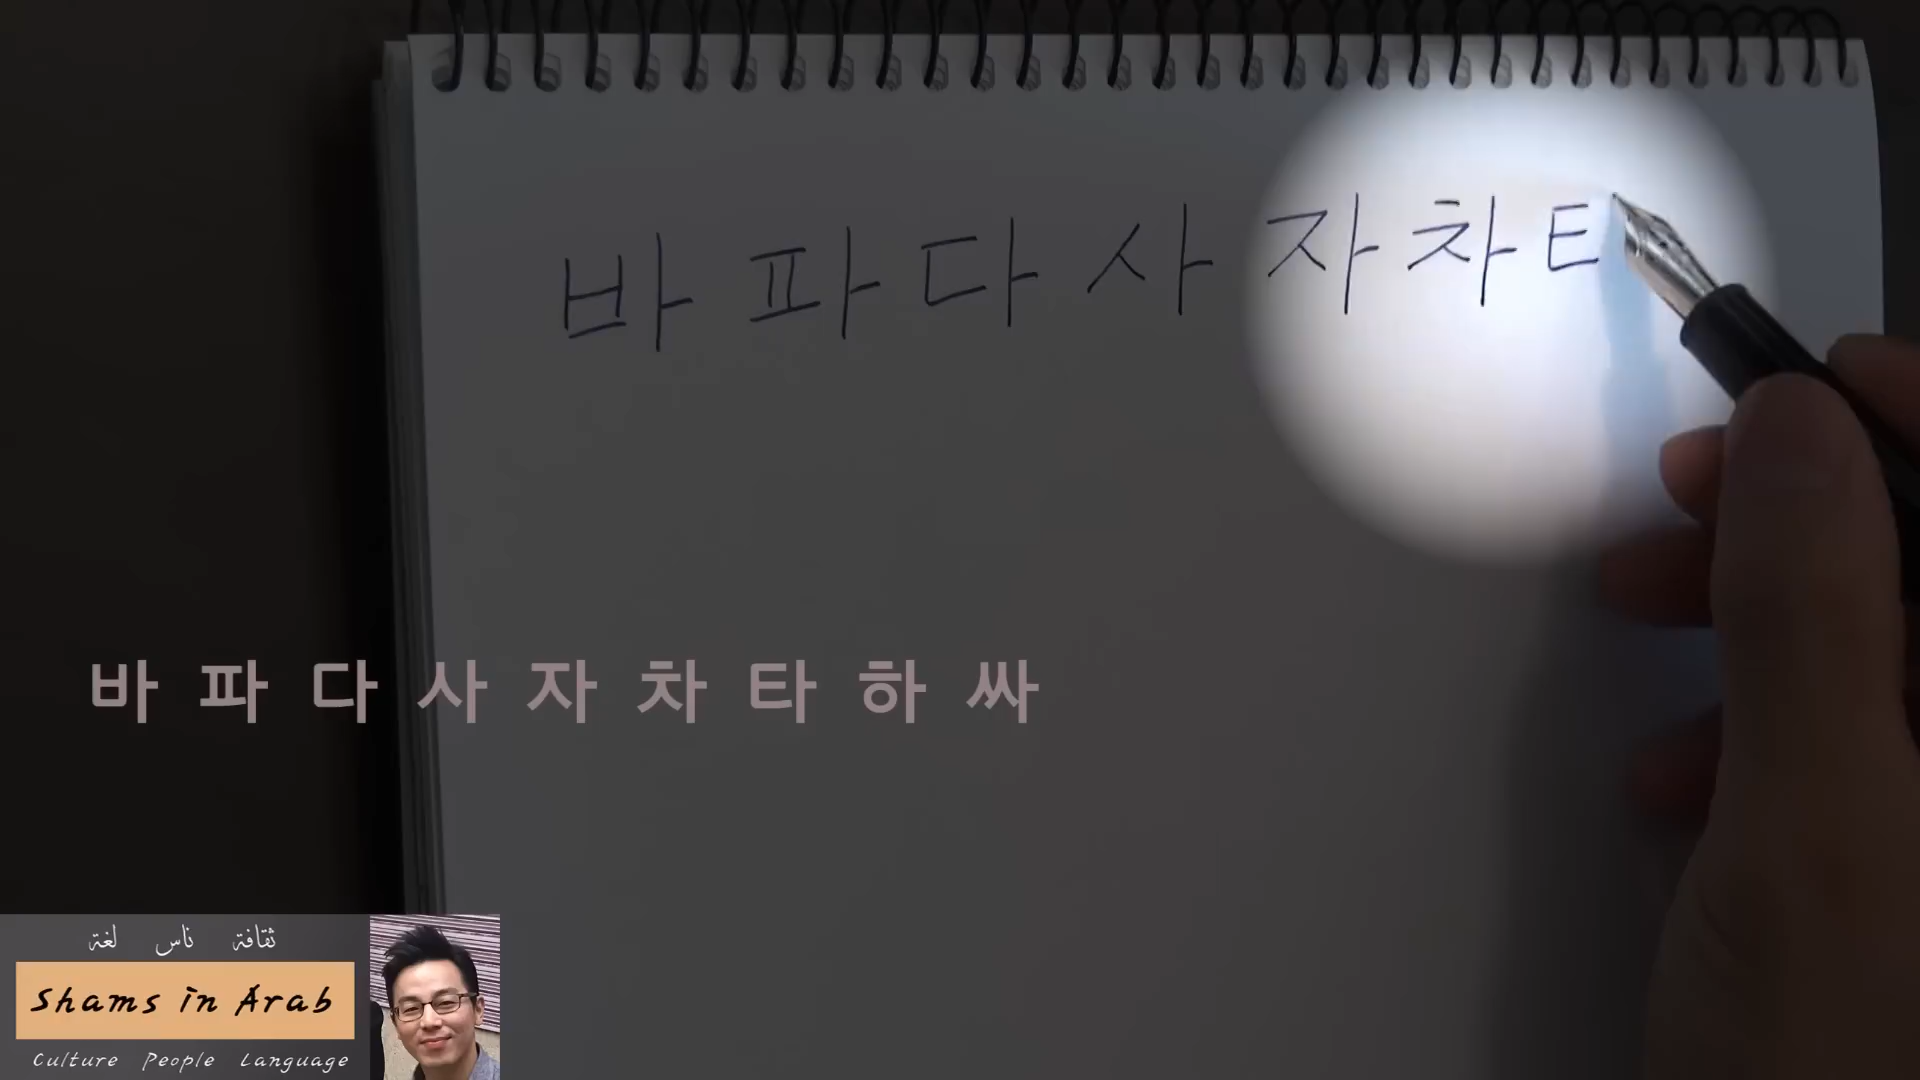 바 파 다 사 자 차 E
바 파 다 사 자 차 타 하 싸
ثقافة ناس لغة
Shams in Arab
Culture People Language